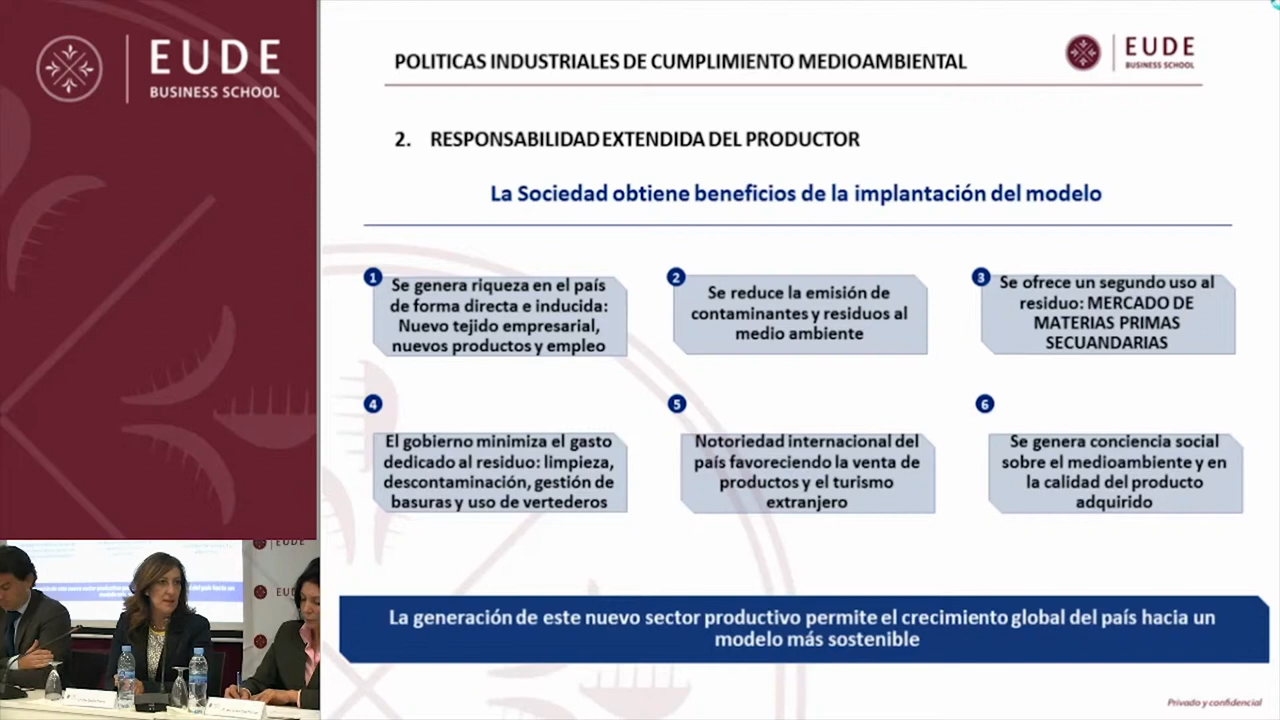 EUDE
BUSINESS SCHOOL
POLITICAS INDUSTRIALES DE CUMPLIMIENTO MEDIOAMBIENTAL
EUDE
BUSINESS SCHOOL
2. RESPONSABILIDAD EXTENDIDA DEL PRODUCTOR
La Sociedad obtiene beneficios de la implantación del modelo
1
Se genera riqueza en el país
de forma directa e inducida:
Nuevo tejido empresarial,
nuevos productos y empleo
2
Se reduce la emisión de
contaminantes y residuos al
medio ambiente
3
Se ofrece un segundo uso al
residuo: MERCADO DE
MATERIAS PRIMAS
SECUANDARIAS
4
El gobierno minimiza el gasto
dedicado al residuo: limpieza,
descontaminación, gestión de
basuras y uso de vertederos
5
Notoriedad internacional del
país favoreciendo la venta de
productos y el turismo
extranjero
6
Se genera conciencia social
sobre el medioambiente y en
la calidad del producto
adquirido
La generación de este nuevo sector productivo permite el crecimiento global del país hacia un
modelo más sostenible
Privado y confidencial
EUDE